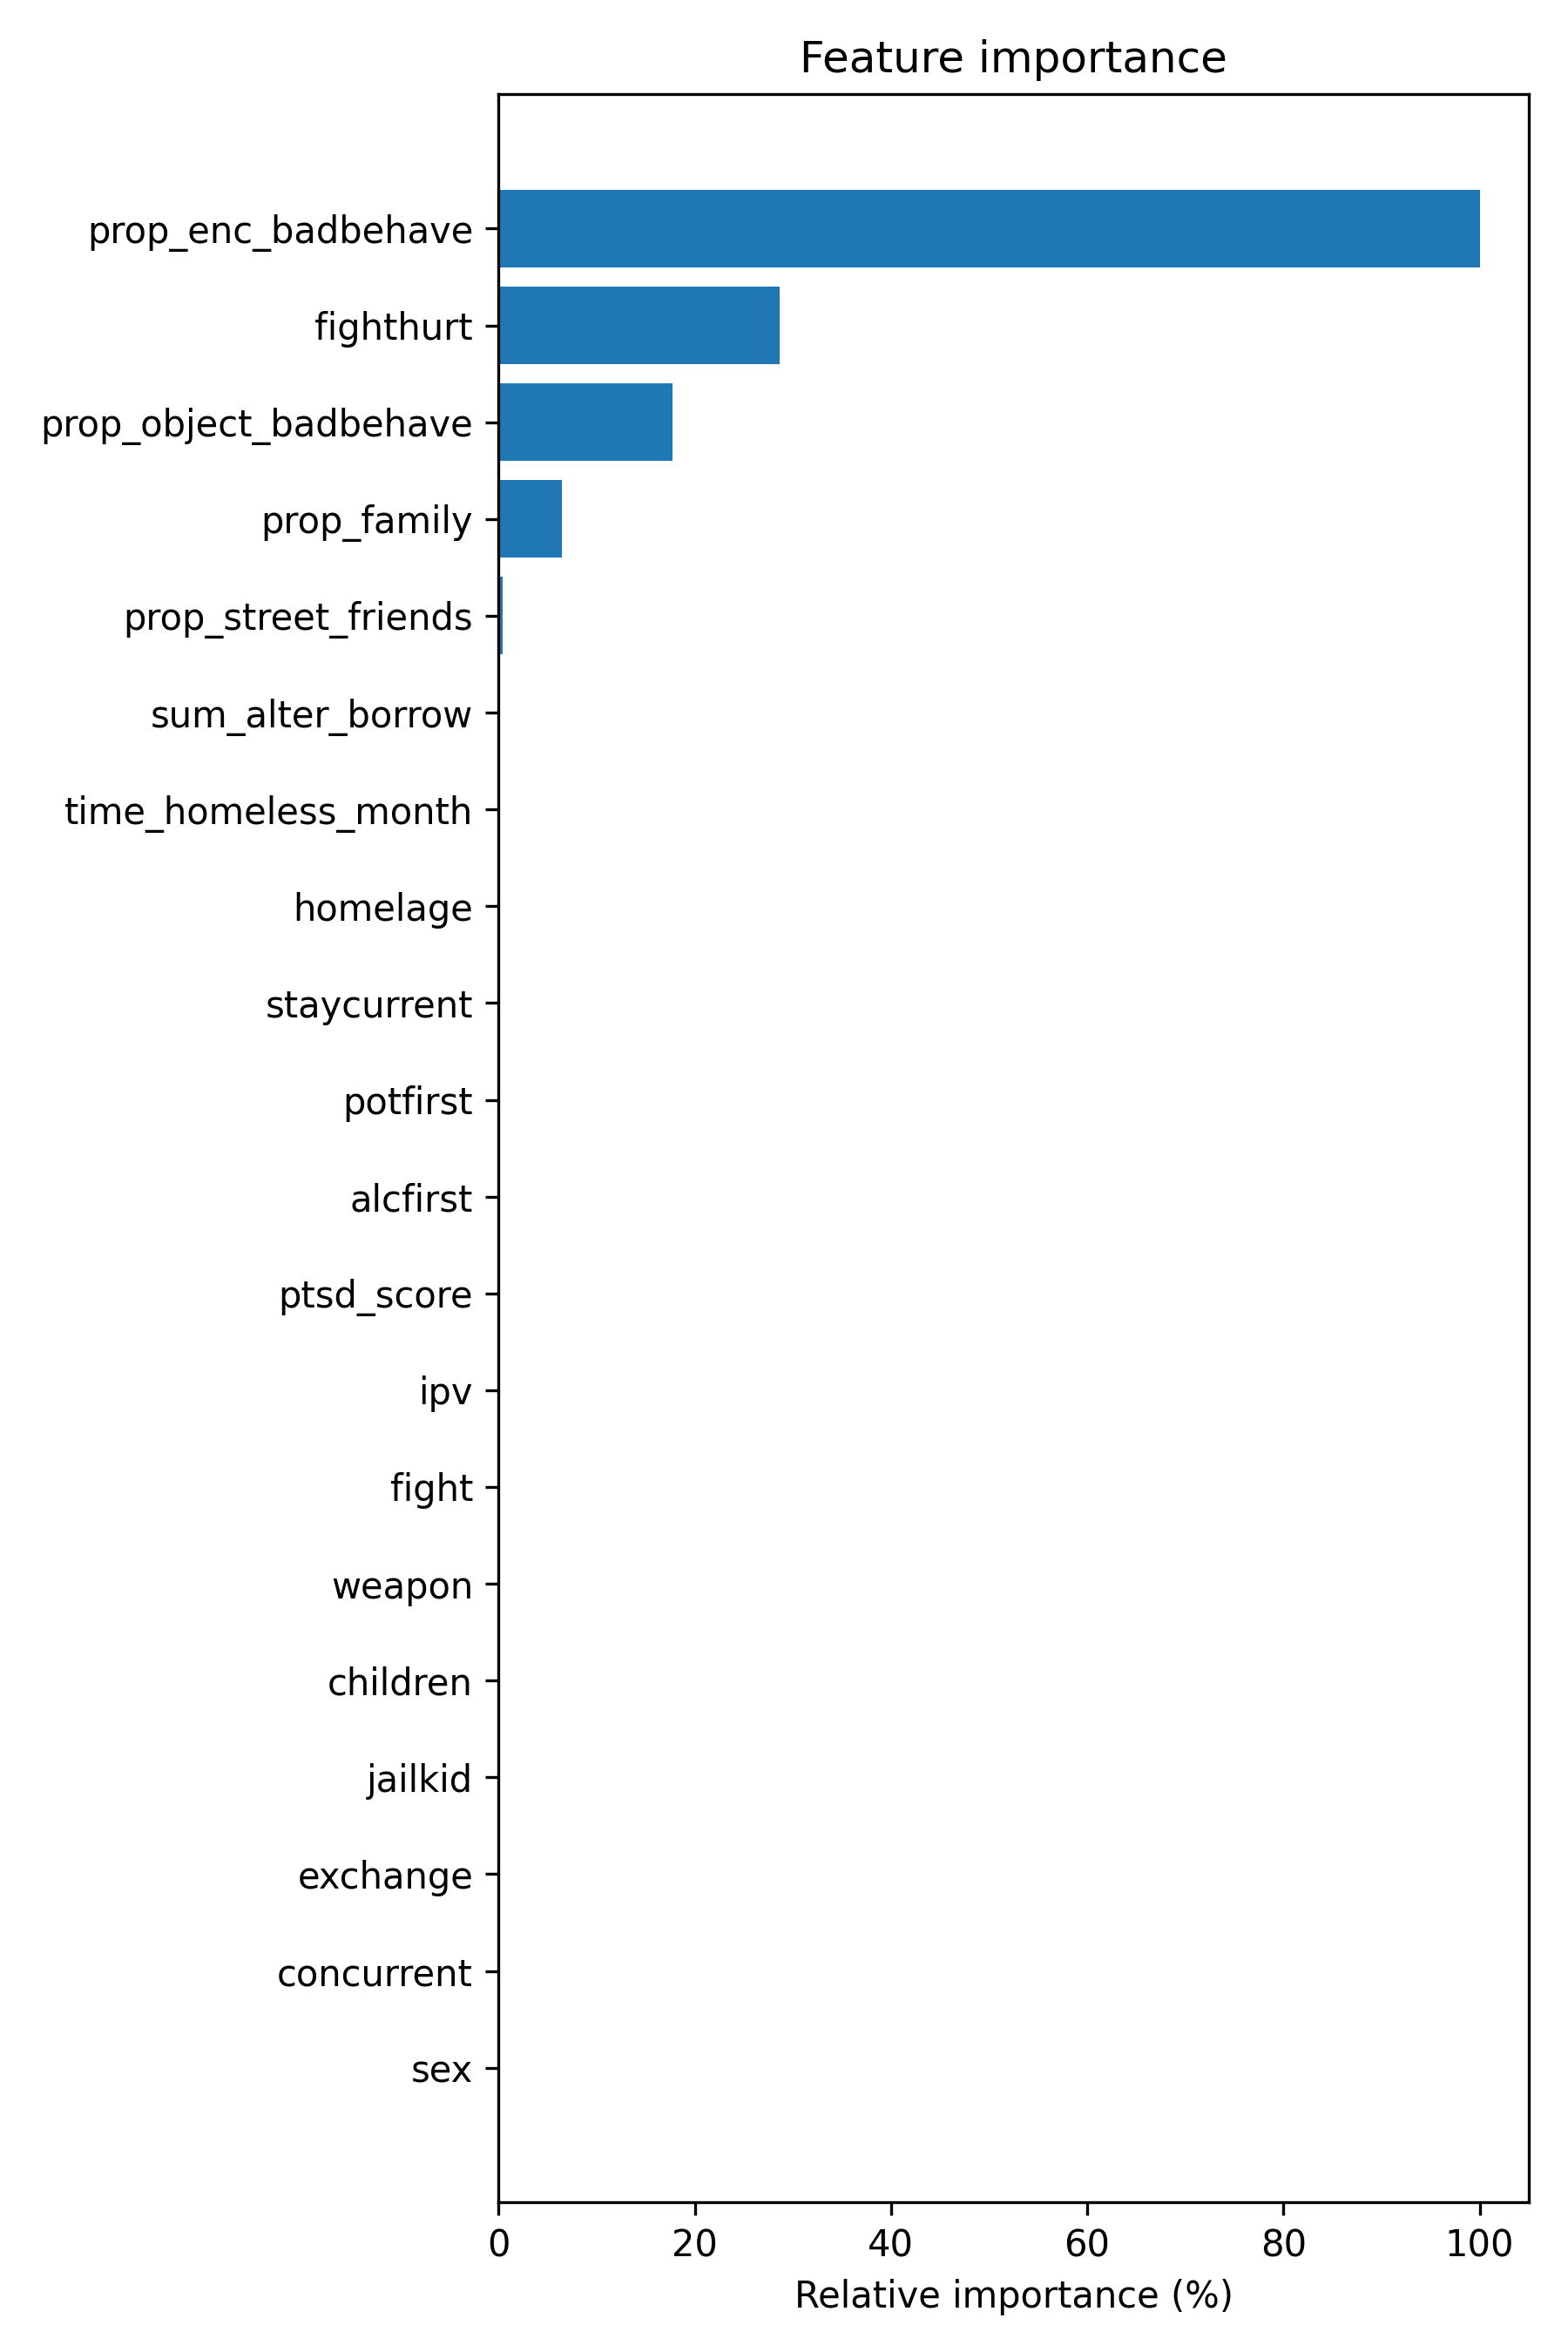 Feature importance
prop_enc_badbehave
fighthurt
prop_object_badbehave
prop_family
prop_street_friends
sum_alter_borrow
time_homeless_month
homelage
staycurrent
potfirst
alcfirst
ptsd_score
ipv
fight
weapon
children
jailkid
exchange
concurrent
sex
0 20 40 60 80 100
Relative importance (%)